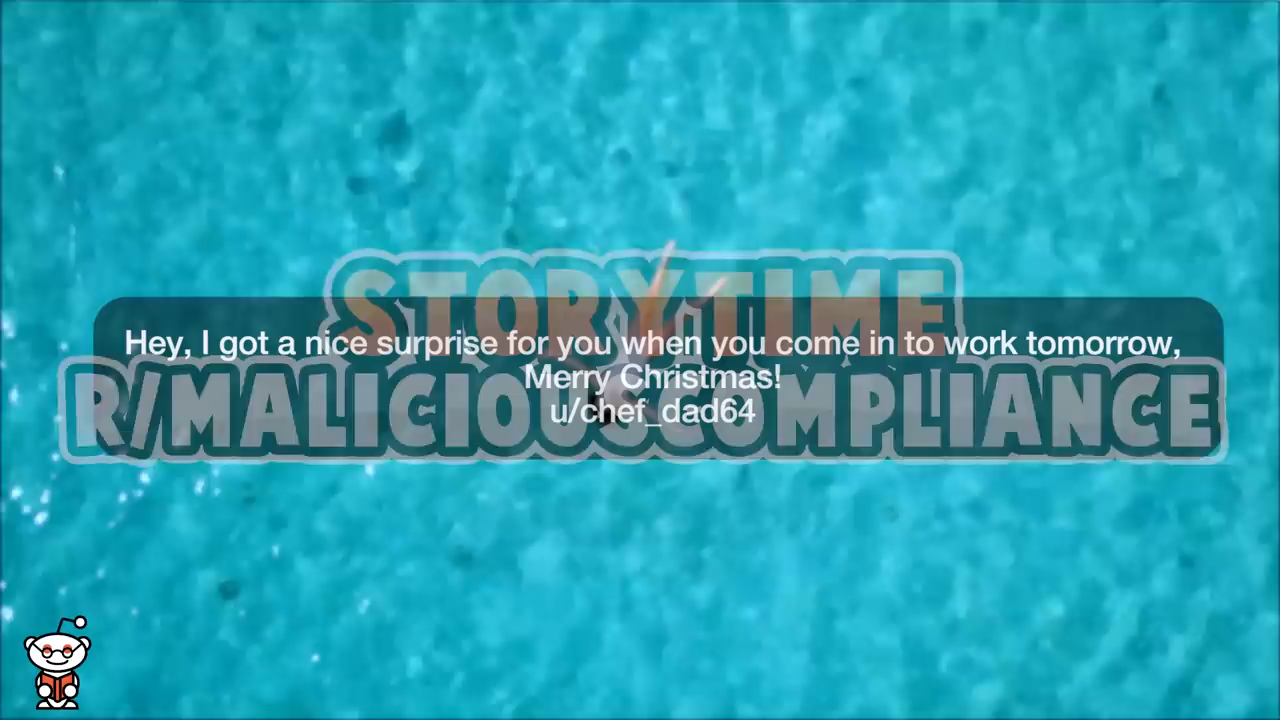 STORYTIME
Hey, I got a nice surprise for you when you come in to work tomorrow,
Merry Christmas!
R/MALICIOUSCOMPLIANCE
u/chef_dad64